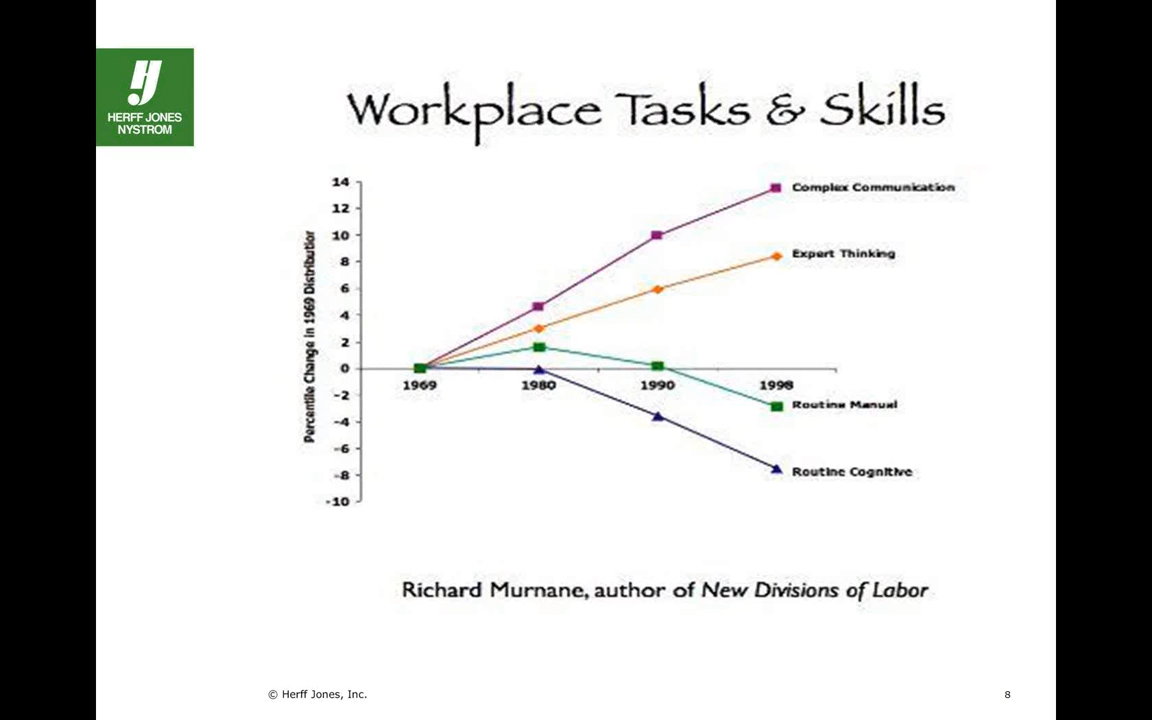 HERFF JONES
NYSTROM
Workplace Tasks & Skills
Percentile Change in 1969 Distribution
14
12
10
8
6
4
2
0
-2
-4
-6
-8
-10
1969 1980 1990 1998
Complex Communication
Expert Thinking
Routine Manual
Routine Cognitive
Richard Murnane, author of New Divisions of Labor
© Herff Jones, Inc.
8